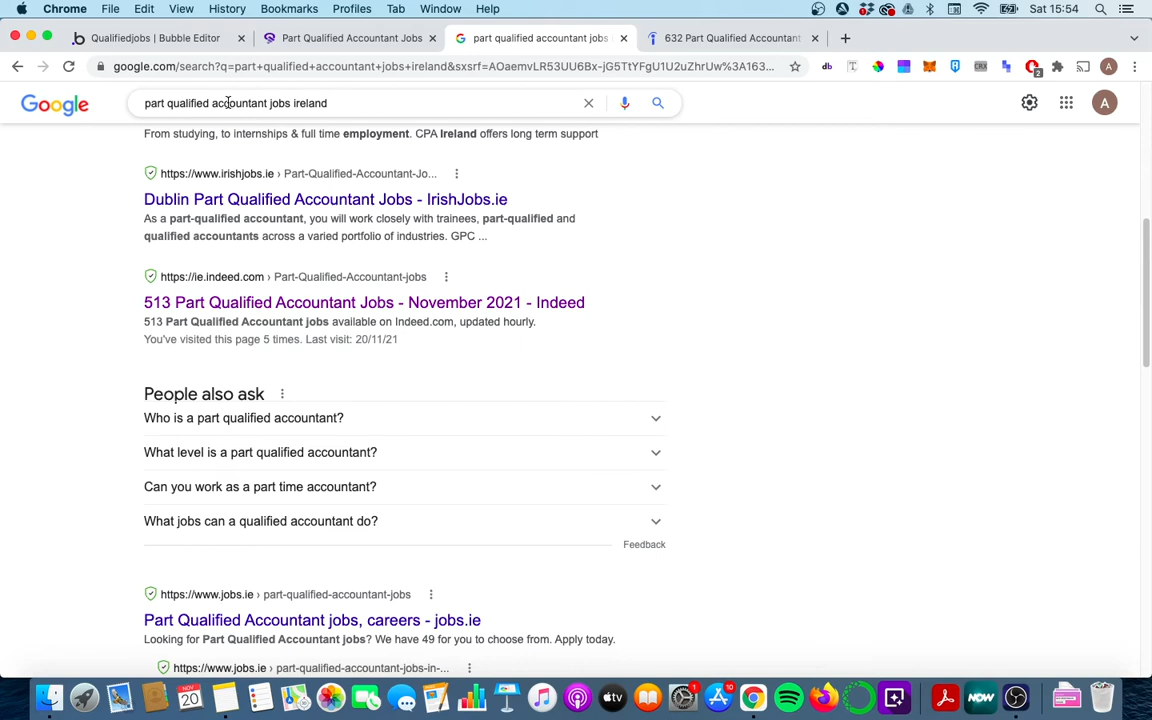 Chrome File Edit View History Bookmarks Profiles Tab Window Help Sat 15:54
Qualifiedjobs | Bubble Editor Part Qualified Accountant Jobs part qualified accountant jobs 632 Part Qualified Accountant
google.com/search?q=part+qualified+accountant+jobs+ireland&sxsrf=AOaemvLR53UU6Bx-jG5TtYFgU1U2uZhrUw%3A163...
Google part qualified accountant jobs ireland A
From studying, to internships & full time employment. CPA Ireland offers long term support
https://www.irishjobs.ie › Part-Qualified-Accountant-Jo...
Dublin Part Qualified Accountant Jobs - IrishJobs.ie
As a part-qualified accountant, you will work closely with trainees, part-qualified and
qualified accountants across a varied portfolio of industries. GPC ...
https://ie.indeed.com › Part-Qualified-Accountant-jobs
513 Part Qualified Accountant Jobs - November 2021 - Indeed
513 Part Qualified Accountant jobs available on Indeed.com, updated hourly.
You've visited this page 5 times. Last visit: 20/11/21
People also ask
Who is a part qualified accountant?
What level is a part qualified accountant?
Can you work as a part time accountant?
What jobs can a qualified accountant do?
Feedback
https://www.jobs.ie › part-qualified-accountant-jobs
Part Qualified Accountant jobs, careers - jobs.ie
Looking for Part Qualified Accountant jobs? We have 49 for you to choose from. Apply today.
https://www.jobs.ie › part-qualified-accountant-jobs-in-...
NOV 20 tv NOW